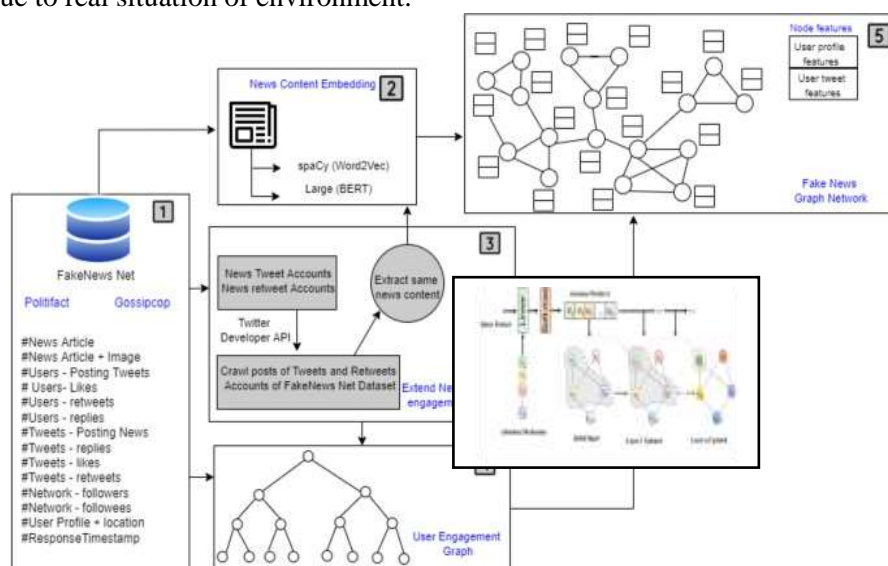 ue to real situation of environment.
Node features
5
User profile
features
User tweet
features
News Content Embedding
2
spaCy (Word2Vec)
Large (BERT)
Fake News
Graph Network
1
FakeNews Net
Politifact
Gossipcop
#News Article
#News Article + Image
#Users - Posting Tweets
# Users- Likes
#Users - retweets
#Users - replies
#Tweets - Posting News
#Tweets - replies
#Tweets - likes
#Tweets - retweets
#Network - followers
#Network - followees
#User Profile + location
#ResponseTimestamp
3
News Tweet Accounts
News retweet Accounts
Extract same
news content
Twitter
Developer API
Crawl posts of Tweets and Retweets
Accounts of FakeNews Net Dataset
Extend Ne
engagem
User Engagement
Graph